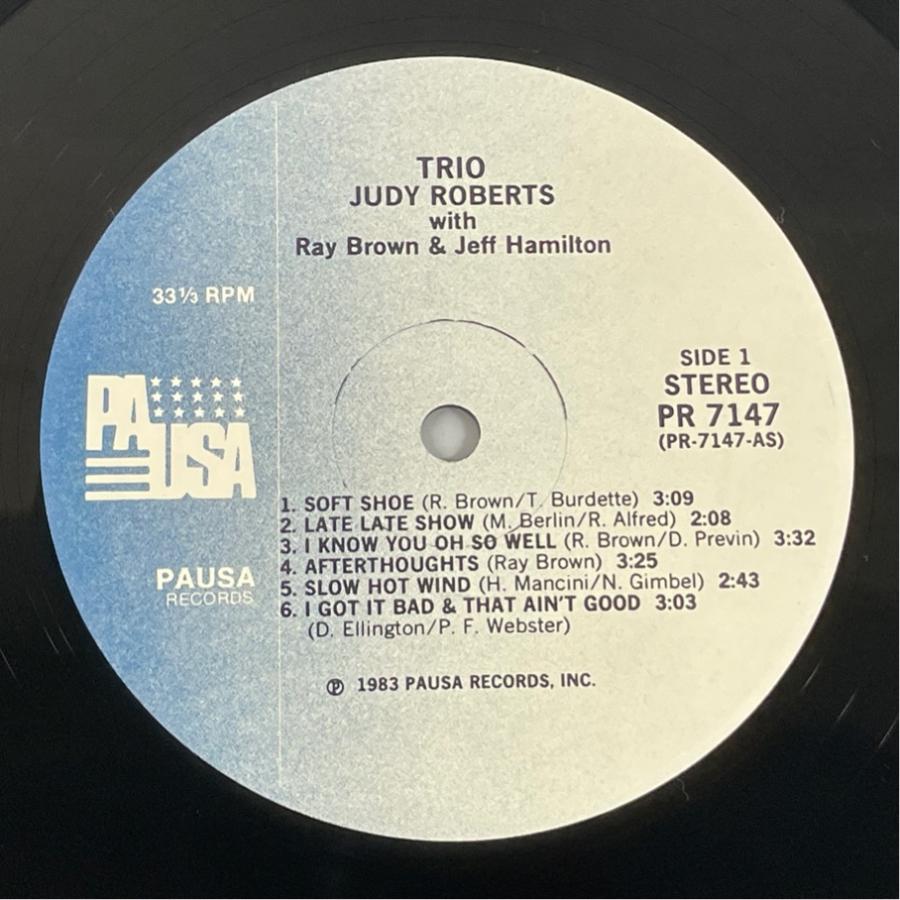 TRIO
JUDY ROBERTS
with
Ray Brown & Jeff Hamilton
33⅓ RPM
SIDE 1
STEREO
PR 7147
(PR-7147-AS)
PAUSA
PAUSA
RECORDS
1. SOFT SHOE (R. Brown/T. Burdette) 3:09
2. LATE LATE SHOW (M. Berlin/R. Alfred) 2:08
3. I KNOW YOU OH SO WELL (R. Brown/D. Previn) 3:32
4. AFTERTHOUGHTS (Ray Brown) 3:25
5. SLOW HOT WIND (H. Mancini/N. Gimbel) 2:43
6. I GOT IT BAD & THAT AIN'T GOOD 3:03
(D. Ellington/P. F. Webster)
℗ 1983 PAUSA RECORDS, INC.